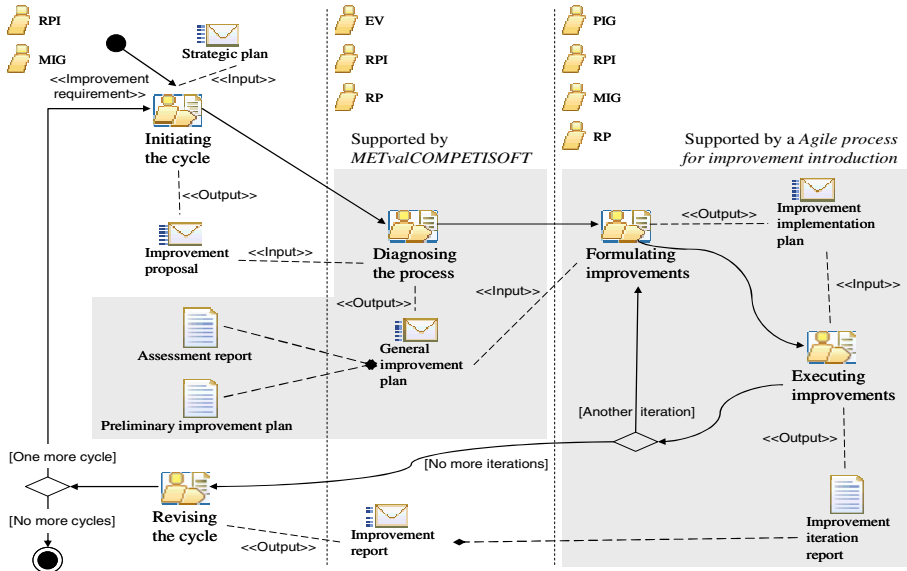 RPI
MIG
Strategic plan
<<Input>>
<<Improvement
requirement>>
Initiating
the cycle
<<Output>>
Improvement
proposal
<<Input>>
EV
RPI
RP
Supported by
METvalCOMPETISOFT
Diagnosing
the process
<<Output>>
General
improvement
plan
Assessment report
Preliminary improvement plan
<<Input>>
PIG
RPI
MIG
RP
Supported by a Agile process
for improvement introduction
Formulating
improvements
<<Output>>
Improvement
implementation
plan
<<Input>>
Executing
improvements
[Another iteration]
<<Output>>
[No more iterations]
Improvement
iteration
report
[One more cycle]
[No more cycles]
Revising
the cycle
<<Output>>
Improvement
report